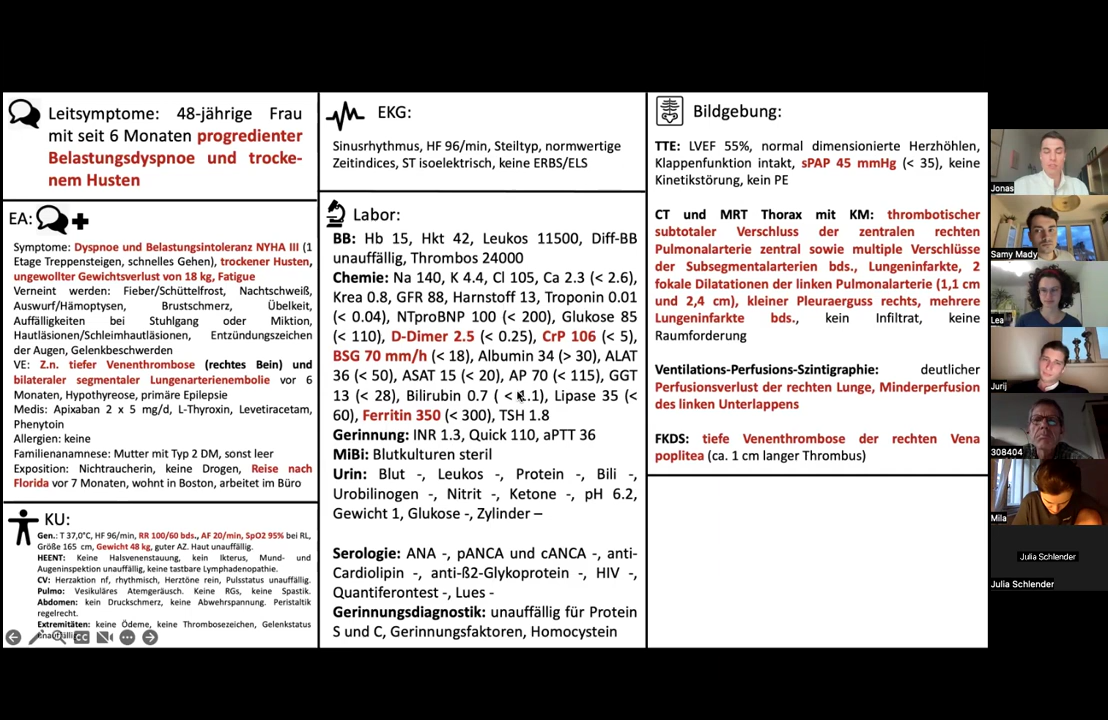 Leitsymptome: 48-jährige Frau
mit seit 6 Monaten progredienter
Belastungsdyspnoe und trocke-
nem Husten
EA:
Symptome: Dyspnoe und Belastungsintoleranz NYHA III (1
Etage Treppensteigen, schnelles Gehen), trockener Husten,
ungewollter Gewichtsverlust von 18 kg, Fatigue
Verneint werden: Fieber/Schüttelfrost, Nachtschweiß,
Auswurf/Hämoptysen, Brustschmerz, Übelkeit,
Auffälligkeiten bei Stuhlgang oder Miktion,
Hautläsionen/Schleimhautläsionen, Entzündungszeichen
der Augen, Gelenkbeschwerden
VE: Z.n. tiefer Venenthrombose (rechtes Bein) und
bilateraler segmentaler Lungenarterienembolie vor 6
Monaten, Hypothyreose, primäre Epilepsie
Medis: Apixaban 2 x 5 mg/d, L-Thyroxin, Levetiracetam,
Phenytoin
Allergien: keine
Familienanamnese: Mutter mit Typ 2 DM, sonst leer
Exposition: Nichtraucherin, keine Drogen, Reise nach
Florida vor 7 Monaten, wohnt in Boston, arbeitet im Büro
KU:
Gen.: T 37,0°C, HF 96/min, RR 100/60 bds., AF 20/min, SpO2 95% bei RL,
Größe 165 cm, Gewicht 48 kg, guter AZ. Haut unauffällig.
HEENT: Keine Halsvenenstauung, kein Ikterus, Mund- und
Augeninspektion unauffällig, keine tastbare Lymphadenopathie.
CV: Herzaktion rhythmisch, Herztöne rein, Pulsstatus unauffällig.
Pulmo: Vesikuläres Atemgeräusch. Keine RGs, keine Spastik.
Abdomen: kein Druckschmerz, keine Abwehrspannung. Peristaltik
regelrecht.
Extremitäten: keine Ödeme, keine Thrombosezeichen, Gelenkstatus
EKG:
Sinusrhythmus, HF 96/min, Steiltyp, normwertige
Zeitindices, ST isoelektrisch, keine ERBS/ELS
Labor:
BB: Hb 15, Hkt 42, Leukos 11500, Diff-BB
unauffällig, Thrombos 24000
Chemie: Na 140, K 4.4, Cl 105, Ca 2.3 (< 2.6),
Krea 0.8, GFR 88, Harnstoff 13, Troponin 0.01
(< 0.04), NTproBNP 100 (< 200), Glukose 85
(< 110), D-Dimer 2.5 (< 0.25), CrP 106 (< 5),
BSG 70 mm/h (< 18), Albumin 34 (> 30), ALAT
36 (< 50), ASAT 15 (< 20), AP 70 (< 115), GGT
13 (< 28), Bilirubin 0.7 ( < 1.1), Lipase 35 (<
60), Ferritin 350 (< 300), TSH 1.8
Gerinnung: INR 1.3, Quick 110, aPTT 36
MiBi: Blutkulturen steril
Urin: Blut -, Leukos -, Protein -, Bili -,
Urobilinogen -, Nitrit -, Ketone -, pH 6.2,
Gewicht 1, Glukose -, Zylinder –
Serologie: ANA -, pANCA und cANCA -, anti-
Cardiolipin -, anti-ß2-Glykoprotein -, HIV -,
Quantiferontest -, Lues -
Gerinnungsdiagnostik: unauffällig für Protein
S und C, Gerinnungsfaktoren, Homocystein
Bildgebung:
TTE: LVEF 55%, normal dimensionierte Herzhöhlen,
Klappenfunktion intakt, sPAP 45 mmHg (< 35), keine
Kinetikstörung, kein PE
CT und MRT Thorax mit KM: thrombotischer
subtotaler Verschluss der zentralen rechten
Pulmonalarterie zentral sowie multiple Verschlüsse
der Subsegmentalarterien bds., Lungeninfarkte, 2
fokale Dilatationen der linken Pulmonalarterie (1,1 cm
und 2,4 cm), kleiner Pleuraerguss rechts, mehrere
Lungeninfarkte bds., kein Infiltrat, keine
Raumforderung
Ventilations-Perfusions-Szintigraphie: deutlicher
Perfusionsverlust der rechten Lunge, Minderperfusion
des linken Unterlappens
FKDS: tiefe Venenthrombose der rechten Vena
poplitea (ca. 1 cm langer Thrombus)
Jonas
Samy Mady
Lea
Jurij
308404
Mila
Julia Schlender
Julia Schlender